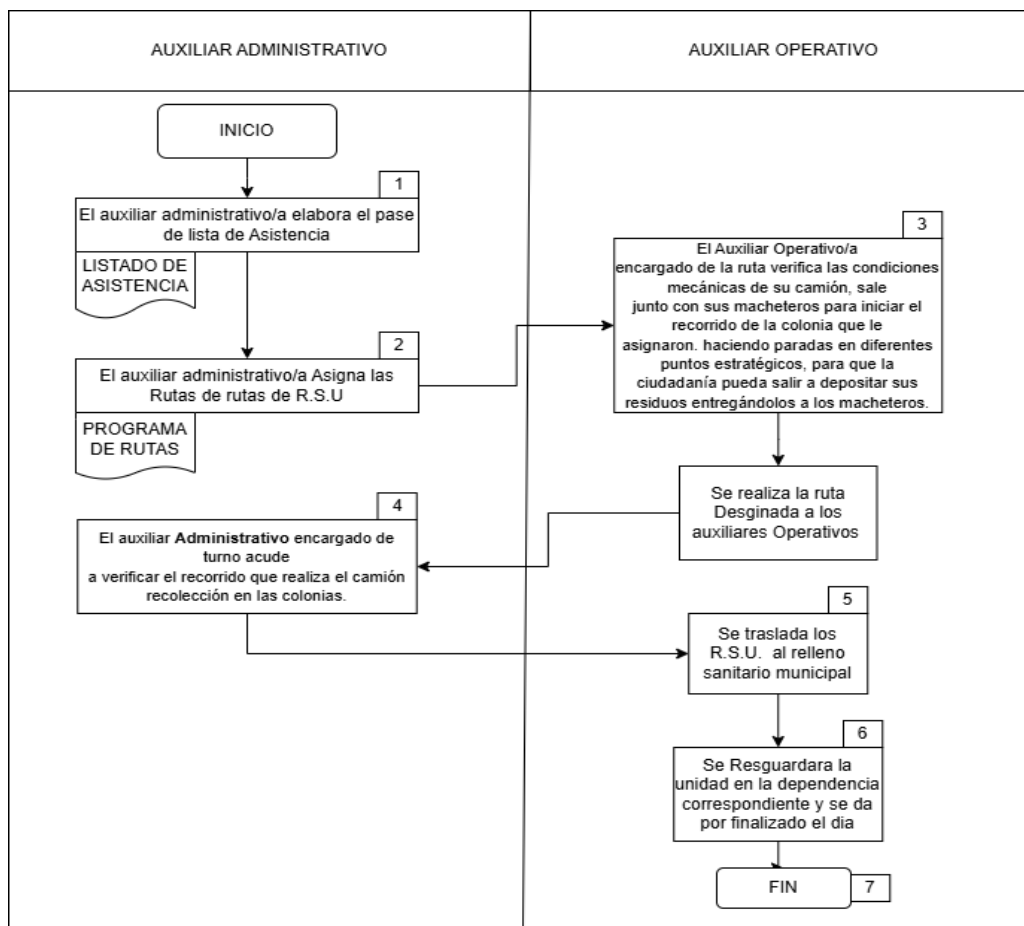 AUXILIAR ADMINISTRATIVO
AUXILIAR OPERATIVO
INICIO
1
El auxiliar administrativo/a elabora el pase
de lista de Asistencia
LISTADO DE
ASISTENCIA
2
El auxiliar administrativo/a Asigna las
Rutas de rutas de R.S.U
PROGRAMA
DE RUTAS
3
El Auxiliar Operativo/a
encargado de la ruta verifica las condiciones
mecánicas de su camión, sale
junto con sus macheteros para iniciar el
recorrido de la colonia que le
asignaron. haciendo paradas en diferentes
puntos estratégicos, para que la
ciudadanía pueda salir a depositar sus
residuos entregándolos a los macheteros.
Se realiza la ruta
Desginada a los
auxiliares Operativos
4
El auxiliar Administrativo encargado de
turno acude
a verificar el recorrido que realiza el camión
recolección en las colonias.
5
Se traslada los
R.S.U. al relleno
sanitario municipal
6
Se Resguardara la
unidad en la dependencia
correspondiente y se da
por finalizado el dia
FIN
7